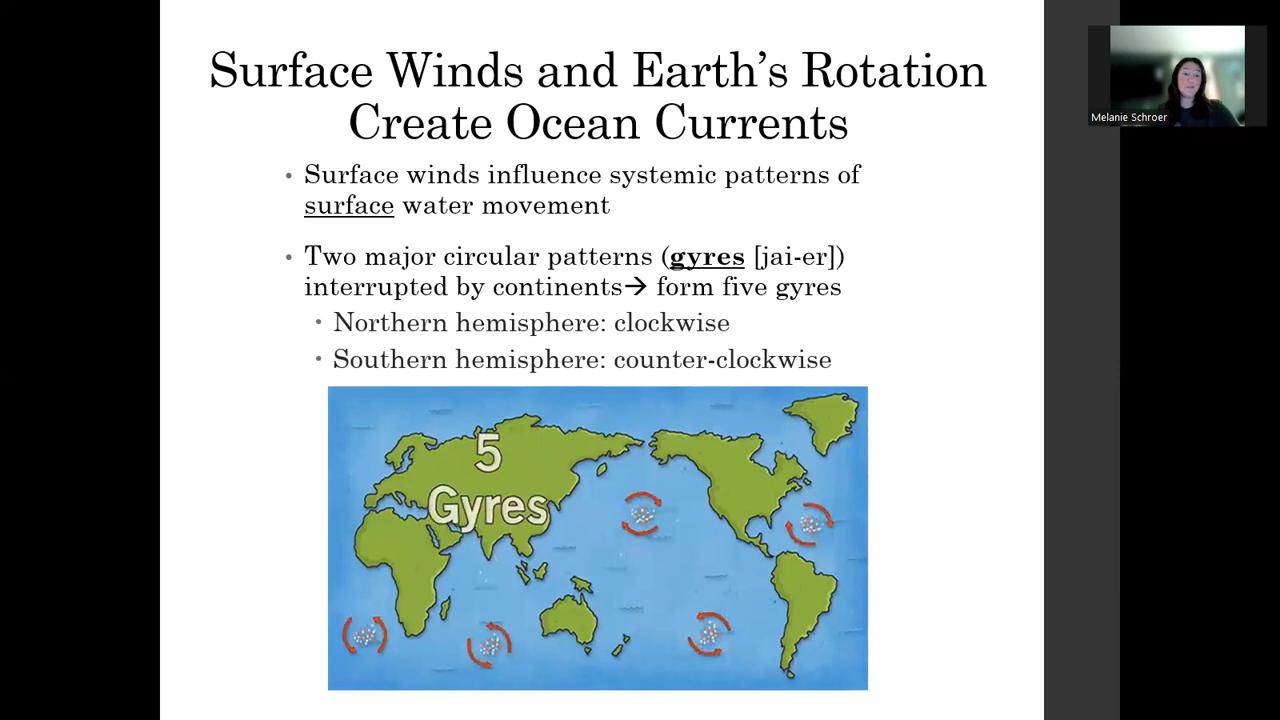 Surface Winds and Earth's Rotation
Create Ocean Currents
• Surface winds influence systemic patterns of
surface water movement
• Two major circular patterns (gyres [jai-er])
interrupted by continents→ form five gyres
• Northern hemisphere: clockwise
• Southern hemisphere: counter-clockwise
5
Gyres
Melanie Schroer